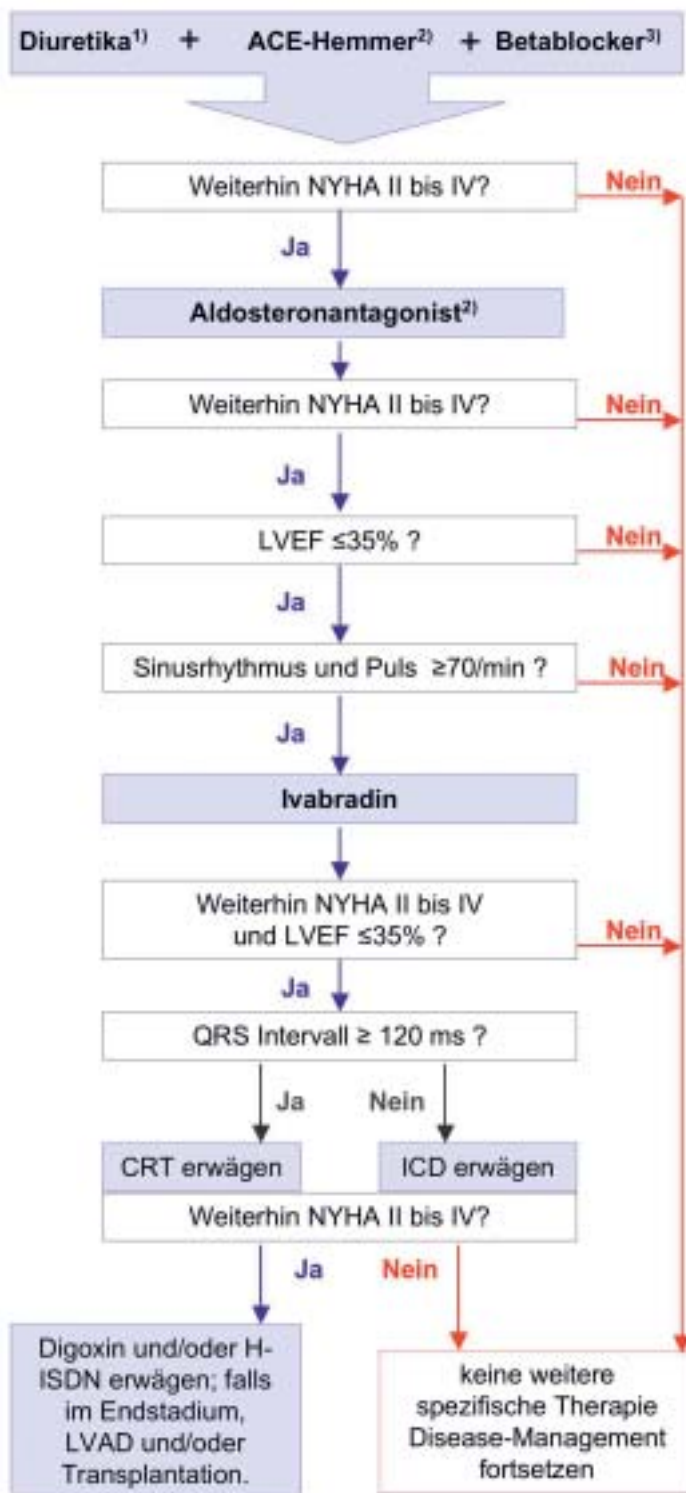 Diuretika¹⁾ + ACE-Hemmer²⁾ + Betablocker³⁾
Weiterhin NYHA II bis IV?
Nein
Ja
Aldosteronantagonist²⁾
Weiterhin NYHA II bis IV?
Nein
Ja
LVEF ≤35% ?
Nein
Ja
Sinusrhythmus und Puls ≥70/min ?
Nein
Ja
Ivabradin
Weiterhin NYHA II bis IV
und LVEF ≤35% ?
Nein
Ja
QRS Intervall ≥ 120 ms ?
Ja Nein
CRT erwägen ICD erwägen
Weiterhin NYHA II bis IV?
Ja Nein
Digoxin und/oder H-
ISDN erwägen; falls
im Endstadium,
LVAD und/oder
Transplantation.
keine weitere
spezifische Therapie
Disease-Management
fortsetzen